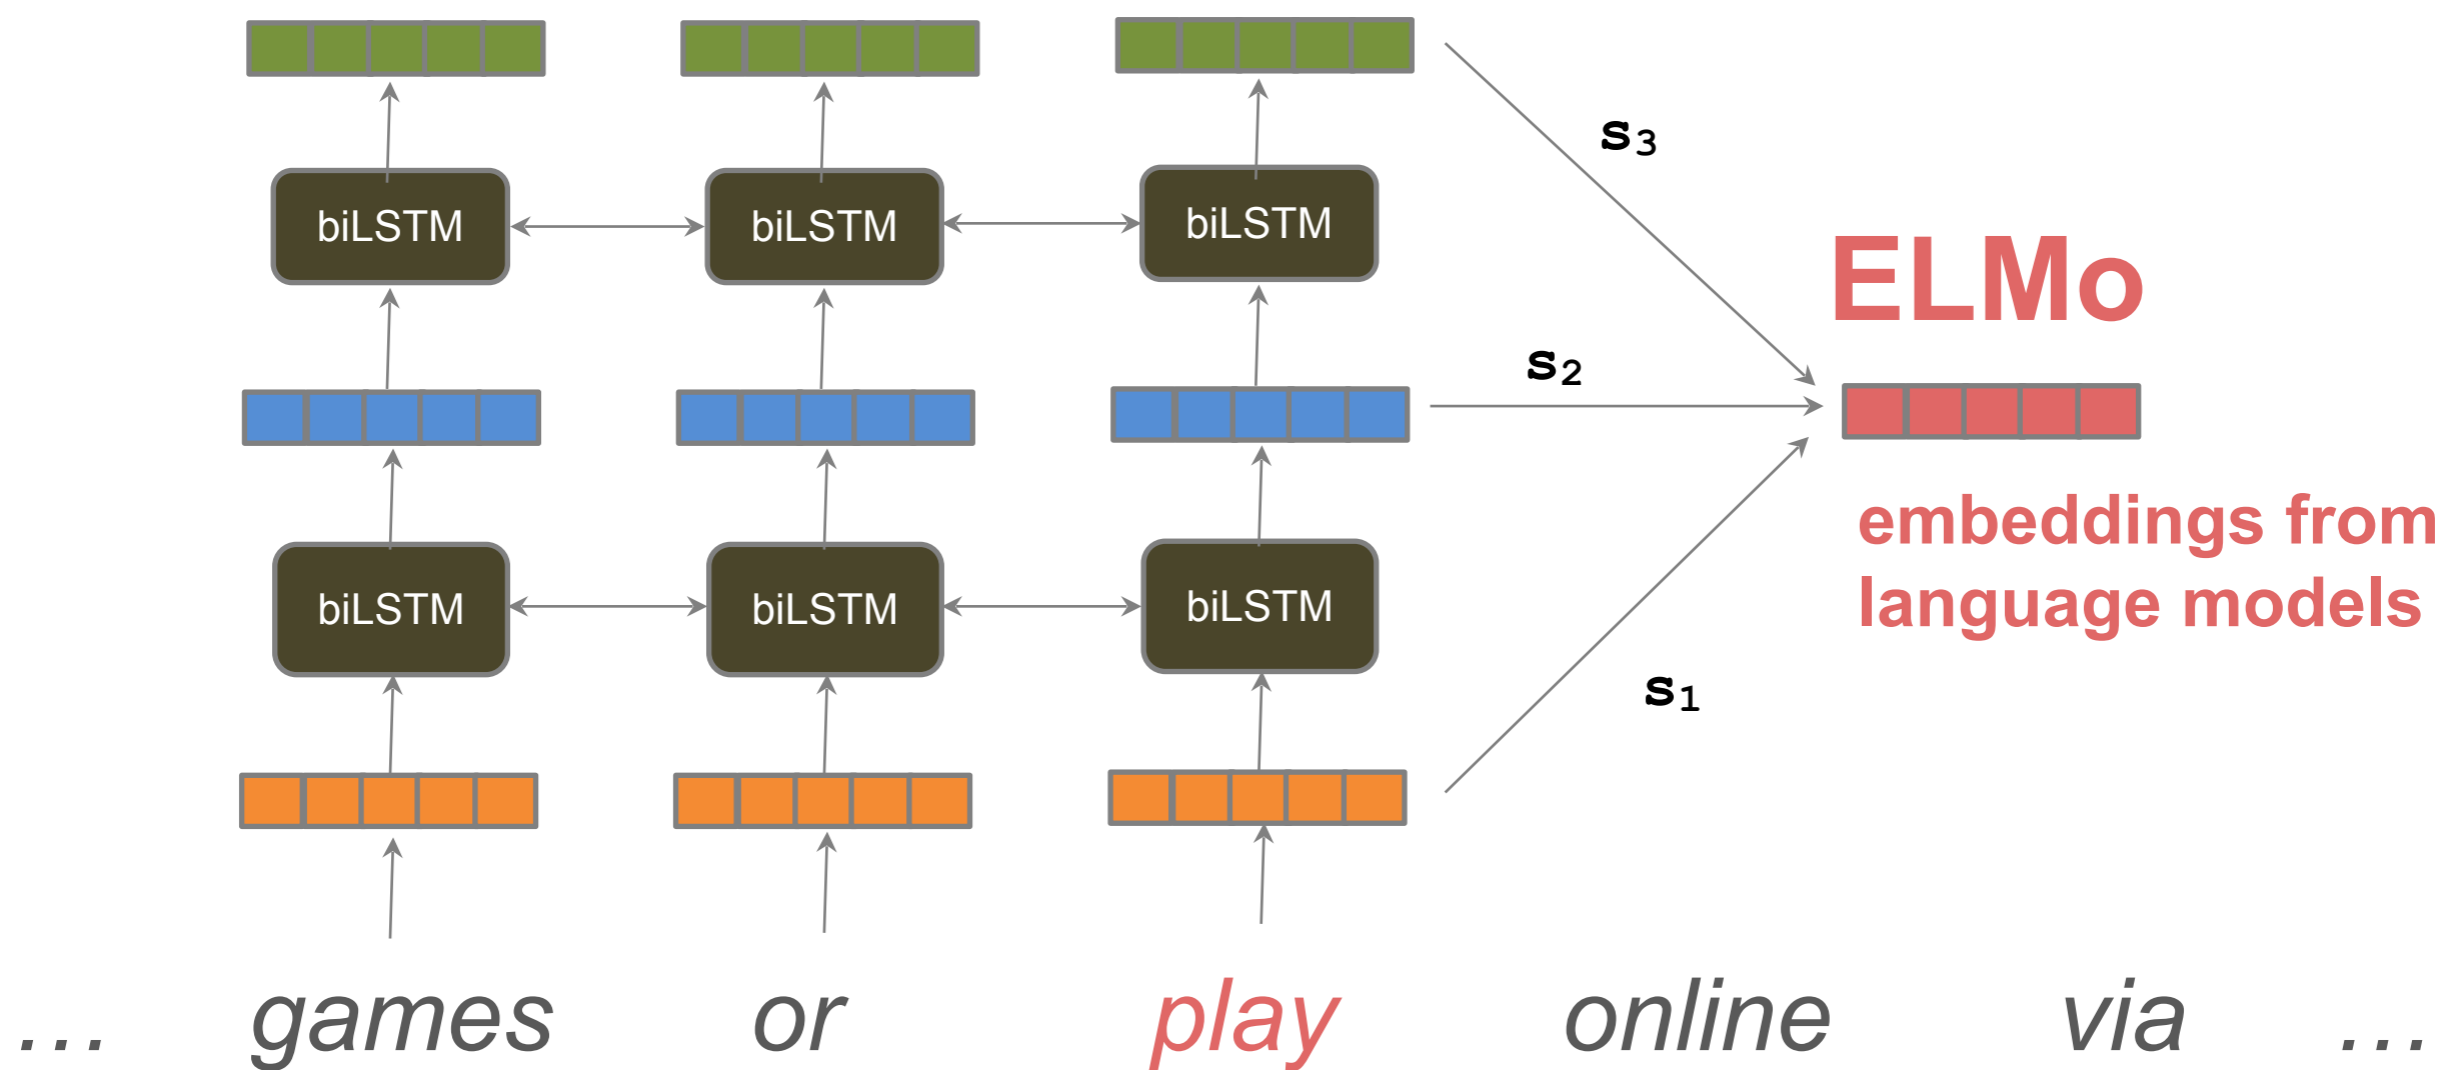 s₃
biLSTM biLSTM biLSTM
ELMo
s₂
embeddings from
language models
biLSTM biLSTM biLSTM
s₁
… games or play online via …